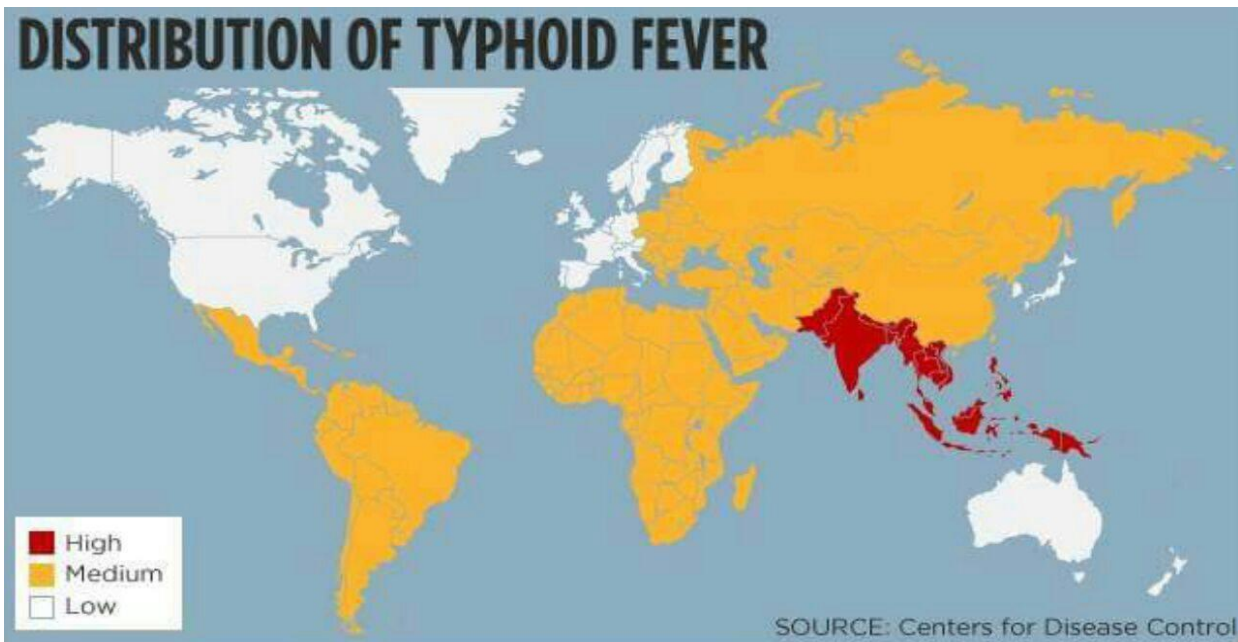 DISTRIBUTION OF TYPHOID FEVER
High
Medium
Low
SOURCE: Centers for Disease Control